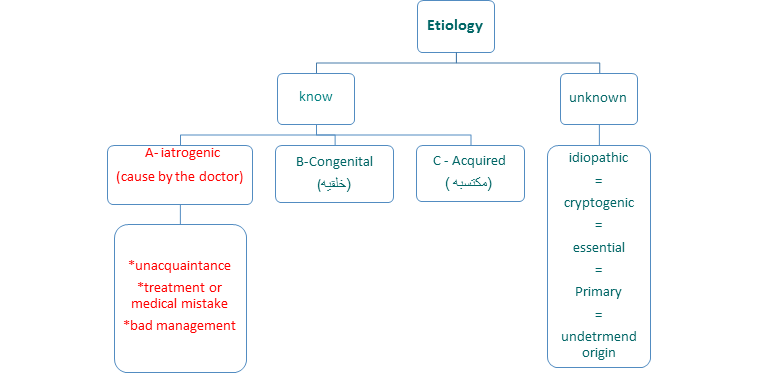 Etiology
know
unknown
A- iatrogenic
(cause by the doctor)
B-Congenital
(خلقيه)
C - Acquired
(مكتسبه )
idiopathic
=
cryptogenic
=
essential
=
Primary
=
undetrmend
origin
*unacquaintance
*treatment or
medical mistake
*bad management